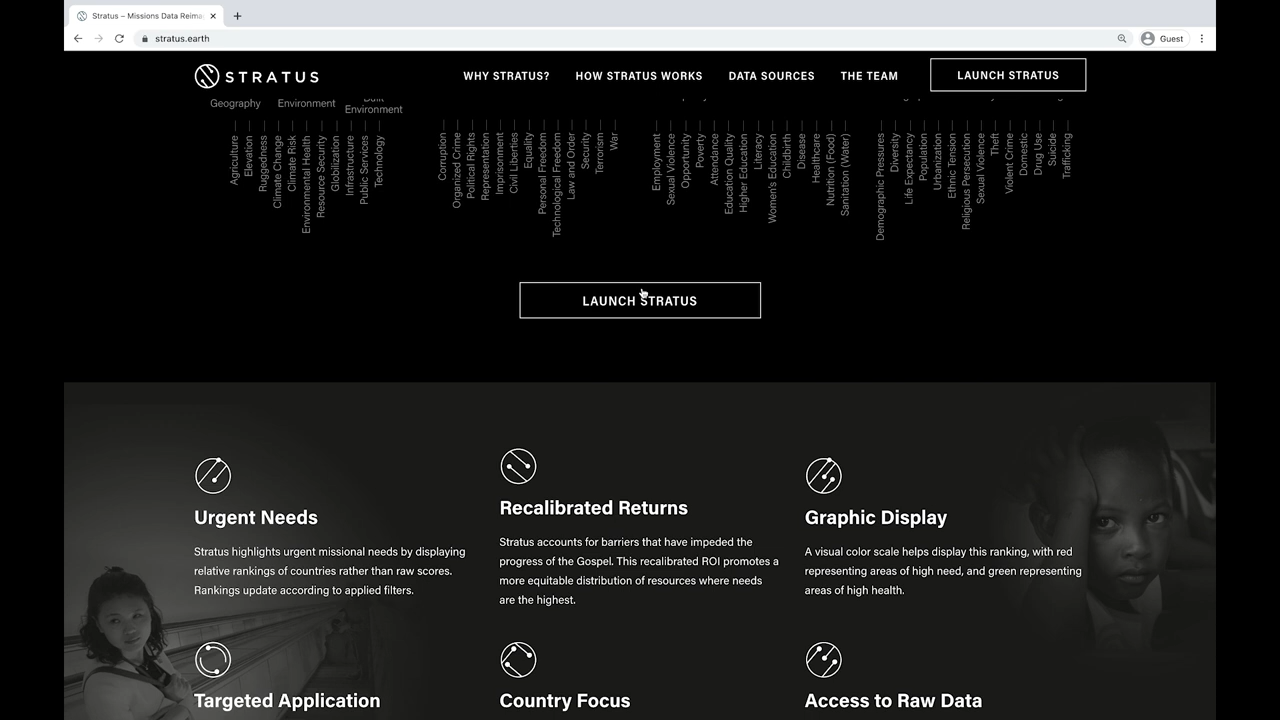 Stratus – Missions Data Reima
stratus.earth
Guest
STRATUS
WHY STRATUS?
HOW STRATUS WORKS
DATA SOURCES
THE TEAM
LAUNCH STRATUS
Geography
Environment
Built
Environment
Agriculture
Elevation
Ruggedness
Climate Change
Climate Risk
Environmental Health
Resource Security
Globilization
Infrastructure
Public Services
Technology
Corruption
Organized Crime
Political Rights
Representation
Imprisonment
Civil Liberties
Equality
Personal Freedom
Technological Freedom
Law and Order
Security
Terrorism
War
Employment
Sexual Violence
Opportunity
Poverty
Attendance
Education Quality
Higher Education
Literacy
Women's Education
Childbirth
Disease
Healthcare
Nutrition (Food)
Sanitation (Water)
Demographic Pressures
Diversity
Life Expectancy
Population
Urbanization
Ethnic Tension
Religious Persecution
Sexual Violence
Theft
Violent Crime
Domestic
Drug Use
Suicide
Trafficking
LAUNCH STRATUS
Urgent Needs
Stratus highlights urgent missional needs by displaying
relative rankings of countries rather than raw scores.
Rankings update according to applied filters.
Recalibrated Returns
Stratus accounts for barriers that have impeded the
progress of the Gospel. This recalibrated ROI promotes a
more equitable distribution of resources where needs
are the highest.
Graphic Display
A visual color scale helps display this ranking, with red
representing areas of high need, and green representing
areas of high health.
Targeted Application
Country Focus
Access to Raw Data